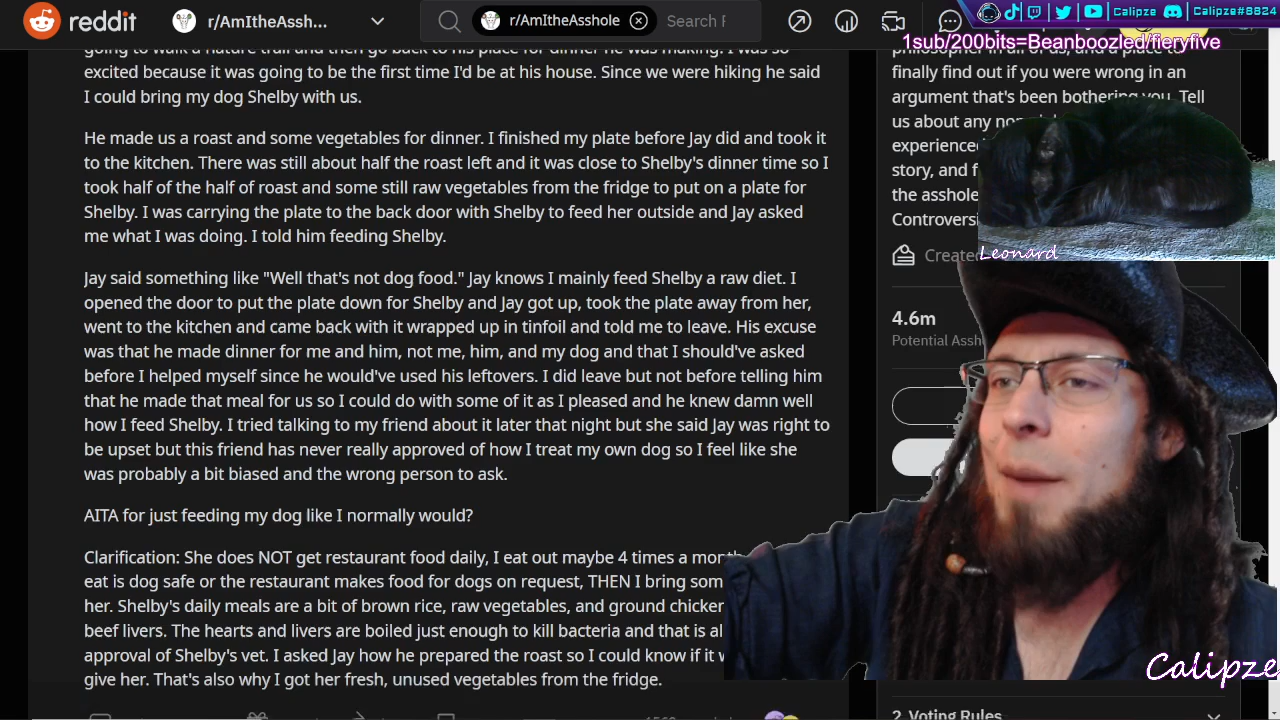 reddit
r/AmItheAssh...
r/AmItheAsshole
Search
Calipze
Calipze#8824
1sub/200bits=Beanboozled/fieryfive
going to walk a nature trail and then go back to his place for dinner he was making. I was so
excited because it was going to be the first time I'd be at his house. Since we were hiking he said
I could bring my dog Shelby with us.
He made us a roast and some vegetables for dinner. I finished my plate before Jay did and took it
to the kitchen. There was still about half the roast left and it was close to Shelby's dinner time so I
took half of the half of roast and some still raw vegetables from the fridge to put on a plate for
Shelby. I was carrying the plate to the back door with Shelby to feed her outside and Jay asked
me what I was doing. I told him feeding Shelby.
Jay said something like "Well that's not dog food." Jay knows I mainly feed Shelby a raw diet. I
opened the door to put the plate down for Shelby and Jay got up, took the plate away from her,
went to the kitchen and came back with it wrapped up in tinfoil and told me to leave. His excuse
was that he made dinner for me and him, not me, him, and my dog and that I should've asked
before I helped myself since he would've used his leftovers. I did leave but not before telling him
that he made that meal for us so I could do with some of it as I pleased and he knew damn well
how I feed Shelby. I tried talking to my friend about it later that night but she said Jay was right to
be upset but this friend has never really approved of how I treat my own dog so I feel like she
was probably a bit biased and the wrong person to ask.
AITA for just feeding my dog like I normally would?
Clarification: She does NOT get restaurant food daily, I eat out maybe 4 times a month
eat is dog safe or the restaurant makes food for dogs on request, THEN I bring som
her. Shelby's daily meals are a bit of brown rice, raw vegetables, and ground chicken
beef livers. The hearts and livers are boiled just enough to kill bacteria and that is al
approval of Shelby's vet. I asked Jay how he prepared the roast so I could know if it w
give her. That's also why I got her fresh, unused vegetables from the fridge.
philosopher in all of us, and a place to
finally find out if you were wrong in an
argument that's been bothering you. Tell
us about any
experienced
story, and f
the asshole
Controversi
Created
Leonard
4.6m
Potential Assh
Calipze
2. Voting Rules